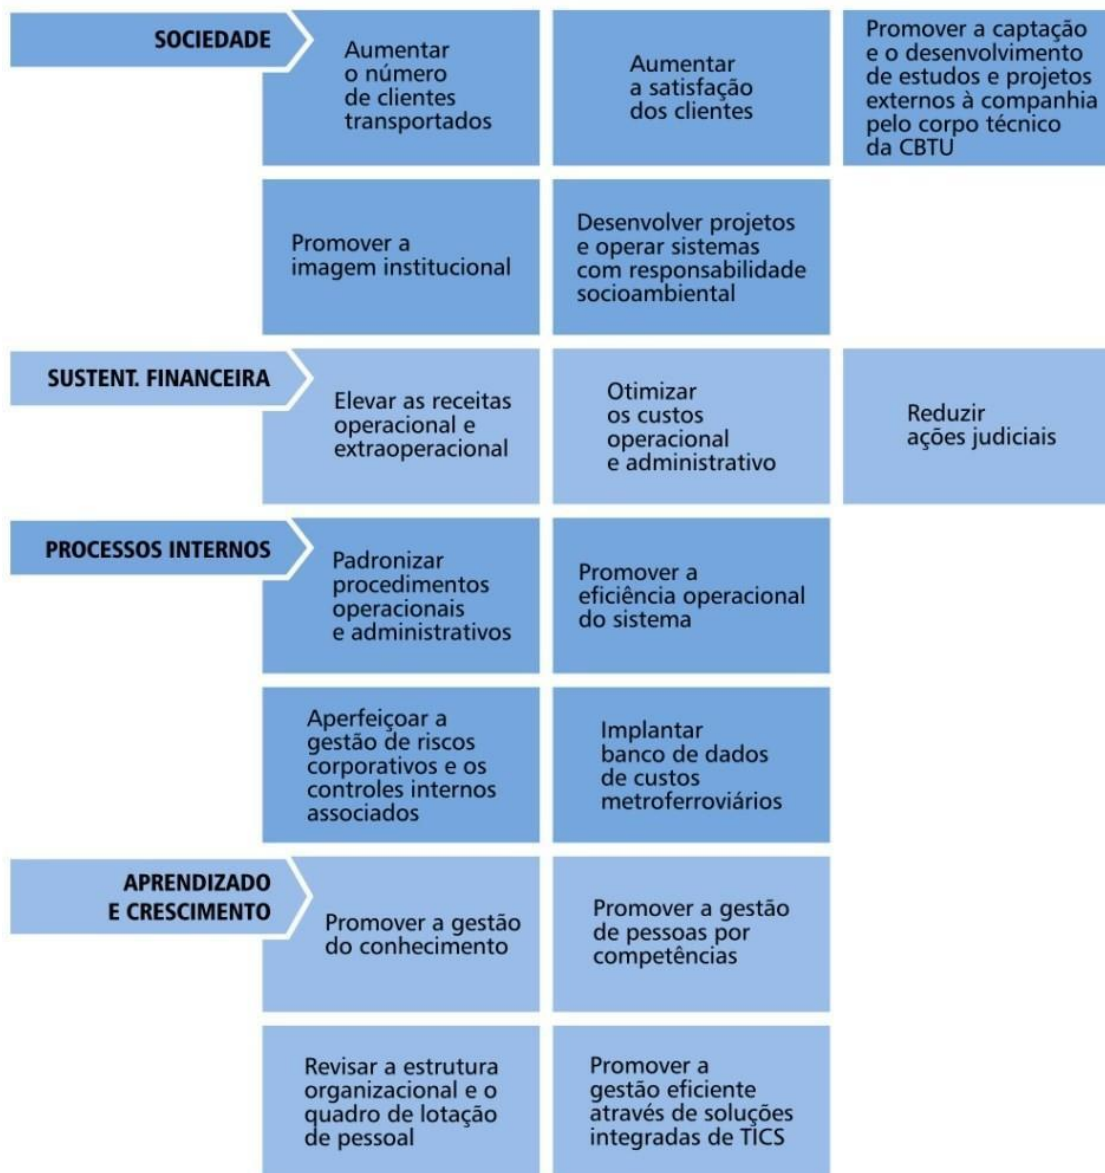 SOCIEDADE
Aumentar
o número
de clientes
transportados
Aumentar
a satisfação
dos clientes
Promover a captação
e o desenvolvimento
de estudos e projetos
externos à companhia
pelo corpo técnico
da CBTU
Promover a
imagem institucional
Desenvolver projetos
e operar sistemas
com responsabilidade
socioambiental
SUSTENT. FINANCEIRA
Elevar as receitas
operacional e
extraoperacional
Otimizar
os custos
operacional
e administrativo
Reduzir
ações judiciais
PROCESSOS INTERNOS
Padronizar
procedimentos
operacionais
e administrativos
Promover a
eficiência operacional
do sistema
Aperfeiçoar a
gestão de riscos
corporativos e os
controles internos
associados
Implantar
banco de dados
de custos
metroferroviários
APRENDIZADO
E CRESCIMENTO
Promover a gestão
do conhecimento
Promover a gestão
de pessoas por
competências
Revisar a estrutura
organizacional e o
quadro de lotação
de pessoal
Promover a
gestão eficiente
através de soluções
integradas de TICS